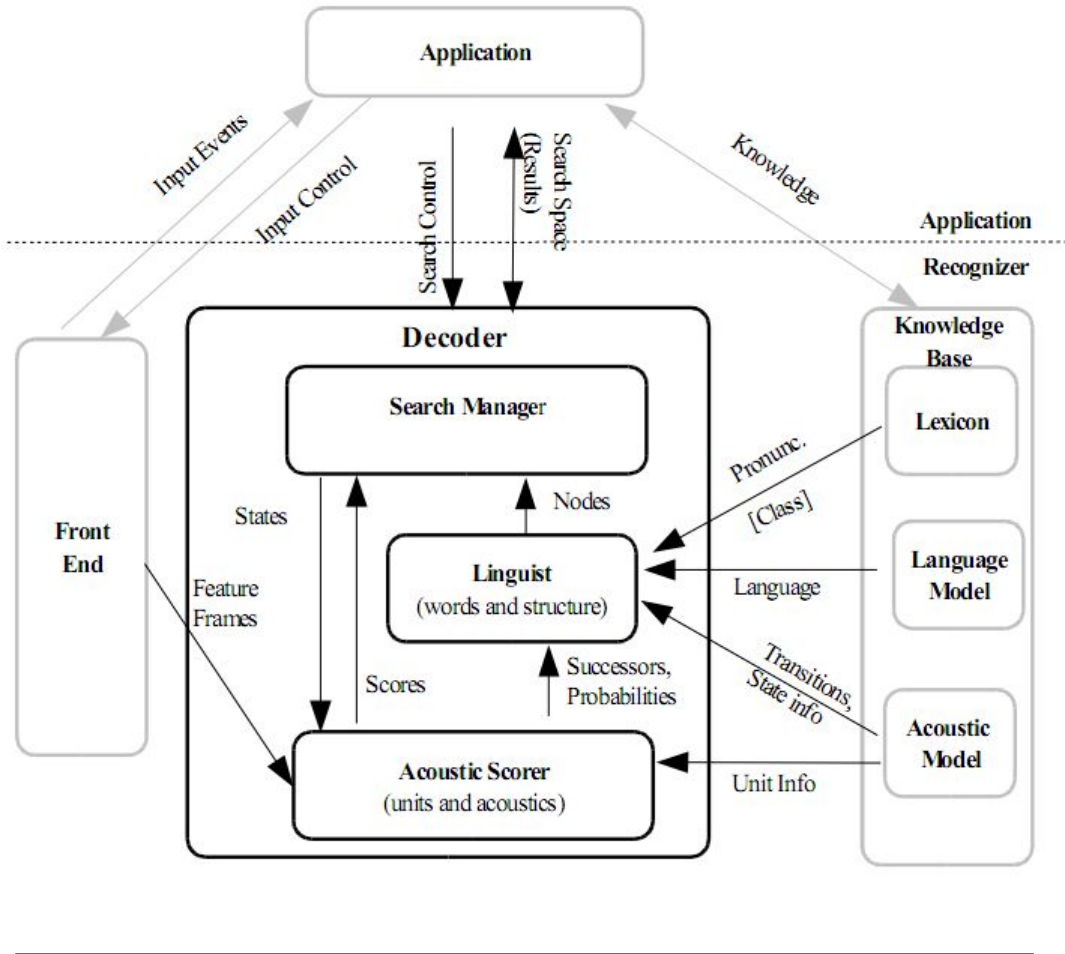 Application
Input Events
Input Control
Search Control
Search Space
(Results)
Knowledge
Application
Recognizer
Decoder
Knowledge
Base
Search Manager
Lexicon
Pronunc.
[Class]
States
Nodes
Front
End
Linguist
(words and structure)
Language
Model
Language
Feature
Frames
Scores
Successors,
Probabilities
Transitions,
State info
Acoustic
Model
Acoustic Scorer
(units and acoustics)
Unit Info